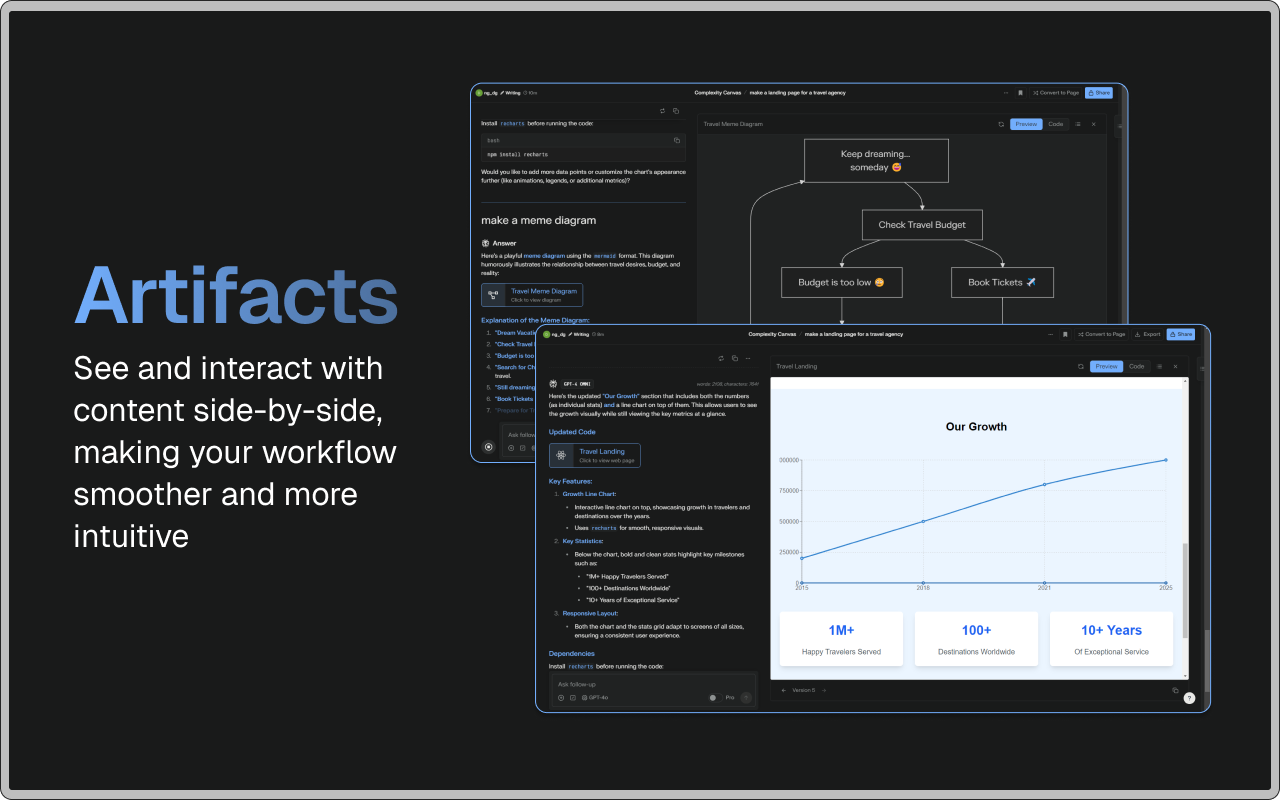 Artifacts
See and interact with
content side-by-side,
making your workflow
smoother and more
intuitive
ng_dg Writing 10m
Complexity Canvas / make a landing page for a travel agency
Convert to Page
Share
Install recharts before running the code:
bash
npm install recharts
Would you like to add more data points or customize the chart's appearance
further (like animations, legends, or additional metrics)?
make a meme diagram
Answer
Here's a playful meme diagram using the mermaid format. This diagram
humorously illustrates the relationship between travel desires, budget, and
reality:
Travel Meme Diagram
Click to view diagram
Explanation of the Meme Diagram:
1. "Dream Vacati
2. "Check Travel
3. "Budget is too
4. "Search for Ch
travel.
5. "Still dreaming
6. "Book Tickets
7. "Prepare for Tr
Ask follow
Travel Meme Diagram
Preview
Code
Keep dreaming...
someday 😅
Check Travel Budget
Budget is too low
Book Tickets ✈️
ng_dg Writing
Complexity Canvas / make a landing page for a travel agency
Convert to Page
Export
Share
GPT-4 OMNI
Here's the updated "Our Growth" section that includes both the numbers
(as individual stats) and a line chart on top of them. This allows users to see
the growth visually while still viewing the key metrics at a glance.
Updated Code
Travel Landing
Click to view web page
Key Features:
1. Growth Line Chart:
• Interactive line chart on top, showcasing growth in travelers and
destinations over the years.
• Uses recharts for smooth, responsive visuals.
2. Key Statistics:
• Below the chart, bold and clean stats highlight key milestones
such as:
• "1M+ Happy Travelers Served"
• "100+ Destinations Worldwide"
• "10+ Years of Exceptional Service"
3. Responsive Layout:
• Both the chart and the stats grid adapt to screens of all sizes,
ensuring a consistent user experience.
Dependencies
Install recharts before running the code:
Ask follow-up
GPT-4o
Pro
Travel Landing
Preview
Code
Our Growth
000000
750000
500000
250000
0
2015
2018
2021
2025
1M+
Happy Travelers Served
100+
Destinations Worldwide
10+ Years
Of Exceptional Service
Version 5
?